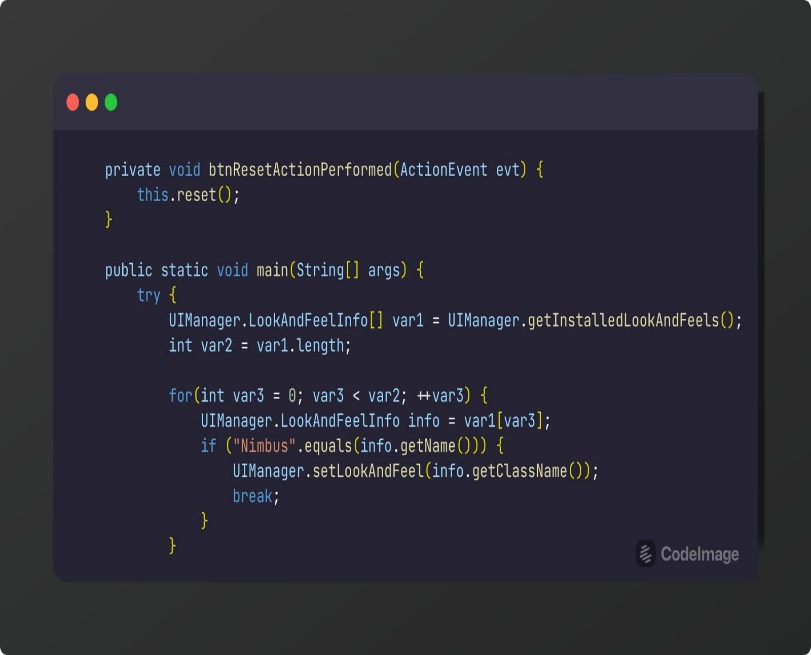 private void btnResetActionPerformed(ActionEvent evt) {
    this.reset();
}

public static void main(String[] args) {
    try {
        UIManager.LookAndFeelInfo[] var1 = UIManager.getInstalledLookAndFeels();
        int var2 = var1.length;

        for(int var3 = 0; var3 < var2; ++var3) {
            UIManager.LookAndFeelInfo info = var1[var3];
            if ("Nimbus".equals(info.getName())) {
                UIManager.setLookAndFeel(info.getClassName());
                break;
            }
        }
CodeImage